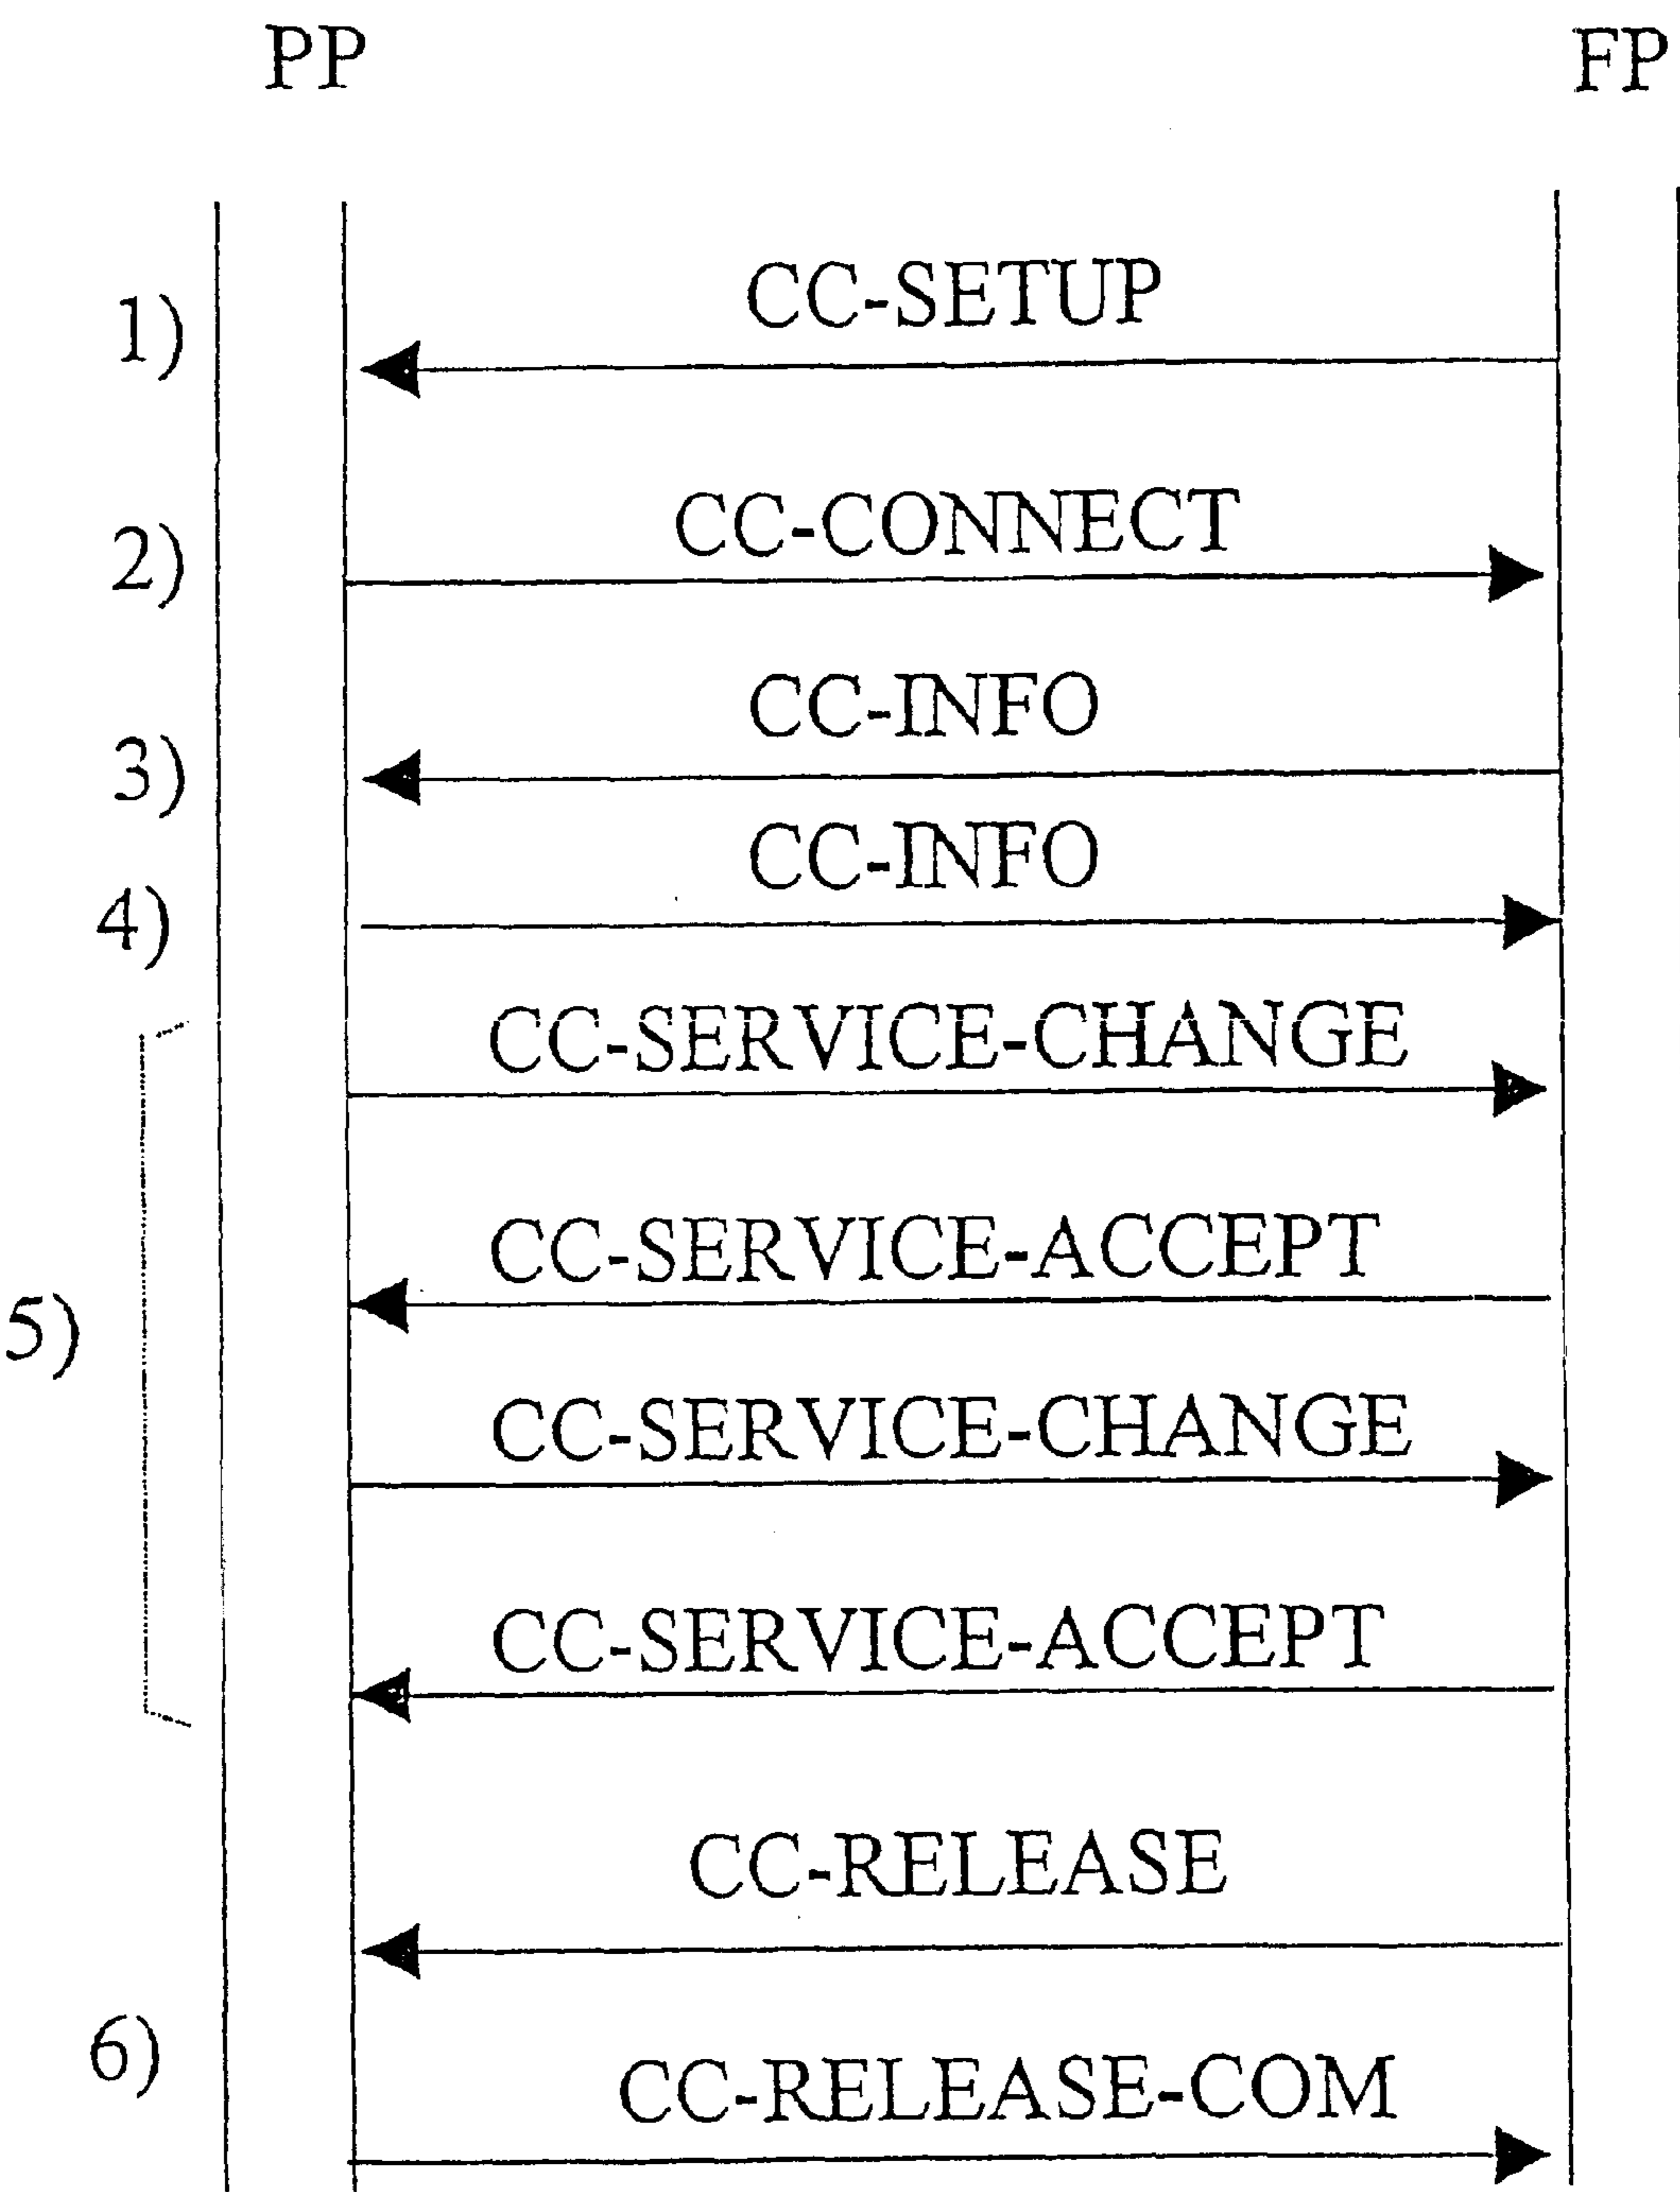 PP FP
CC-SETUP
1)
CC-CONNECT
2)
CC-INFO
3)
CC-INFO
4)
CC-SERVICE-CHANGE
CC-SERVICE-ACCEPT
5)
CC-SERVICE-CHANGE
CC-SERVICE-ACCEPT
CC-RELEASE
6)
CC-RELEASE-COM